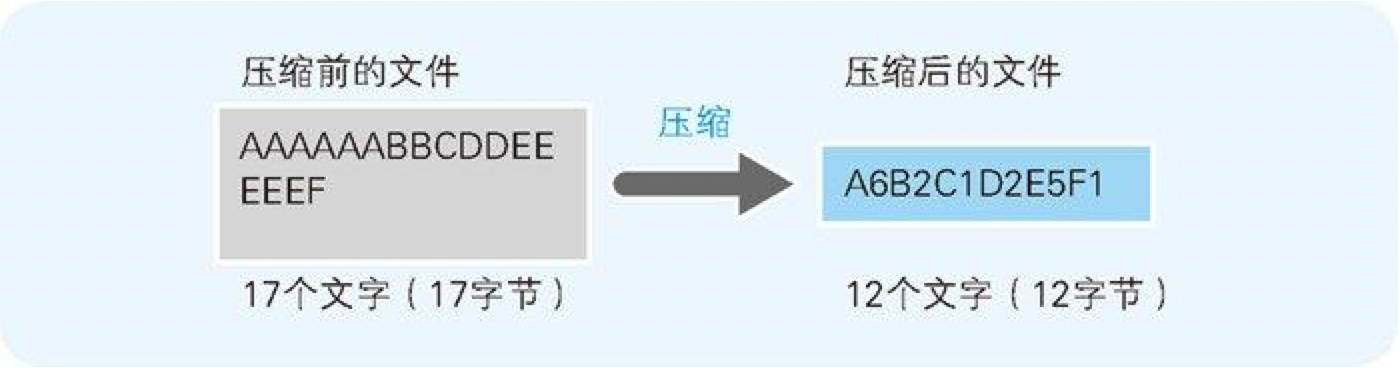 压缩前的文件
AAAAAABBCDDEE
EEEF
17个文字（17字节）
压缩
压缩后的文件
A6B2C1D2E5F1
12个文字（12字节）